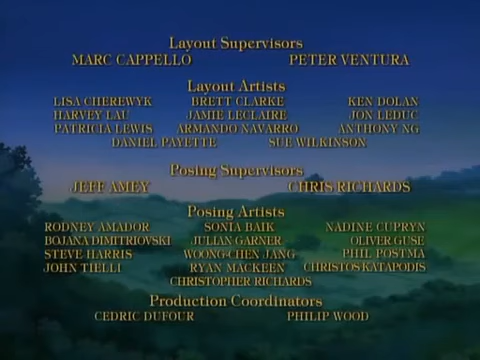 Layout Supervisors
MARC CAPPELLO PETER VENTURA
Layout Artists
LISA CHEREWYK BRETT CLARKE KEN DOLAN
HARVEY LAU JAMIE LECLAIRE JON LEDUC
PATRICIA LEWIS ARMANDO NAVARRO ANTHONY NG
DANIEL PAYETTE SUE WILKINSON
Posing Supervisors
JEFF AMEY CHRIS RICHARDS
Posing Artists
RODNEY AMADOR SONIA BAIK NADINE CUPRYN
BOJANA DIMITRIOVSKI JULIAN GARNER OLIVER GUSE
STEVE HARRIS WOONG-CHEN JANG PHIL POSTMA
JOHN TIELLI RYAN MACKEEN CHRISTOS KATAPODIS
CHRISTOPHER RICHARDS
Production Coordinators
CEDRIC DUFOUR PHILIP WOOD